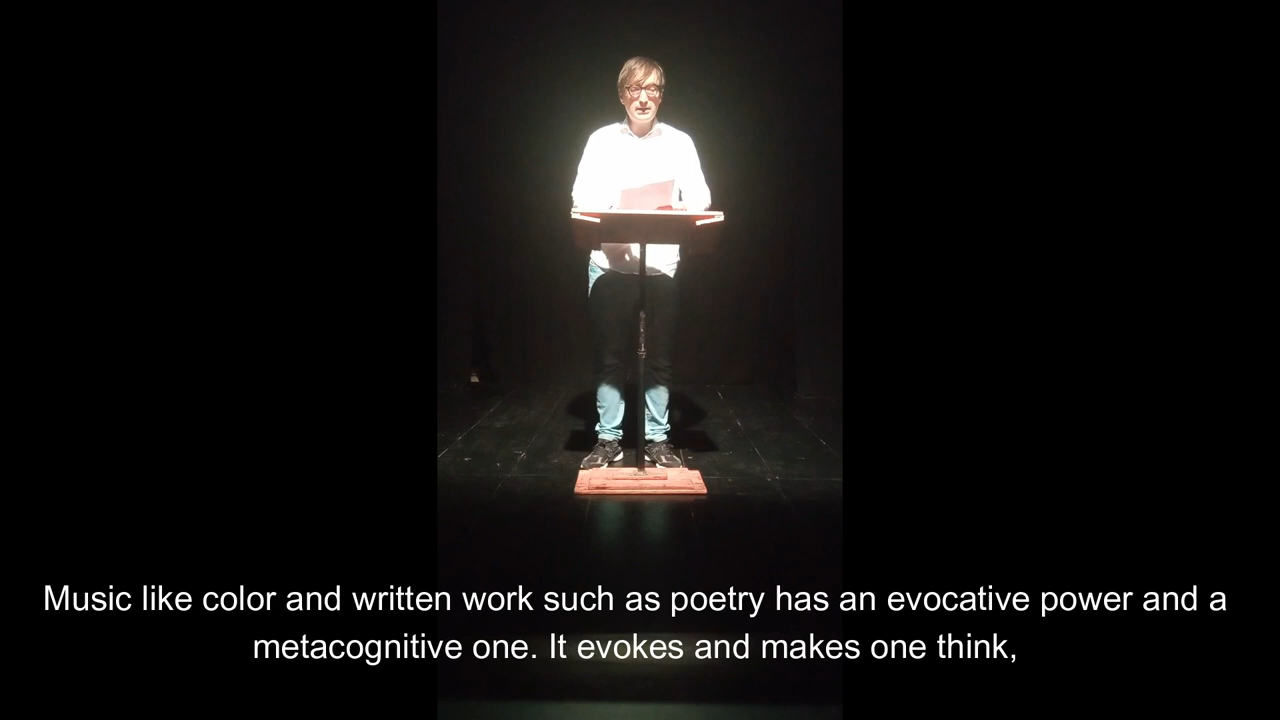 Music like color and written work such as poetry has an evocative power and a
metacognitive one. It evokes and makes one think,